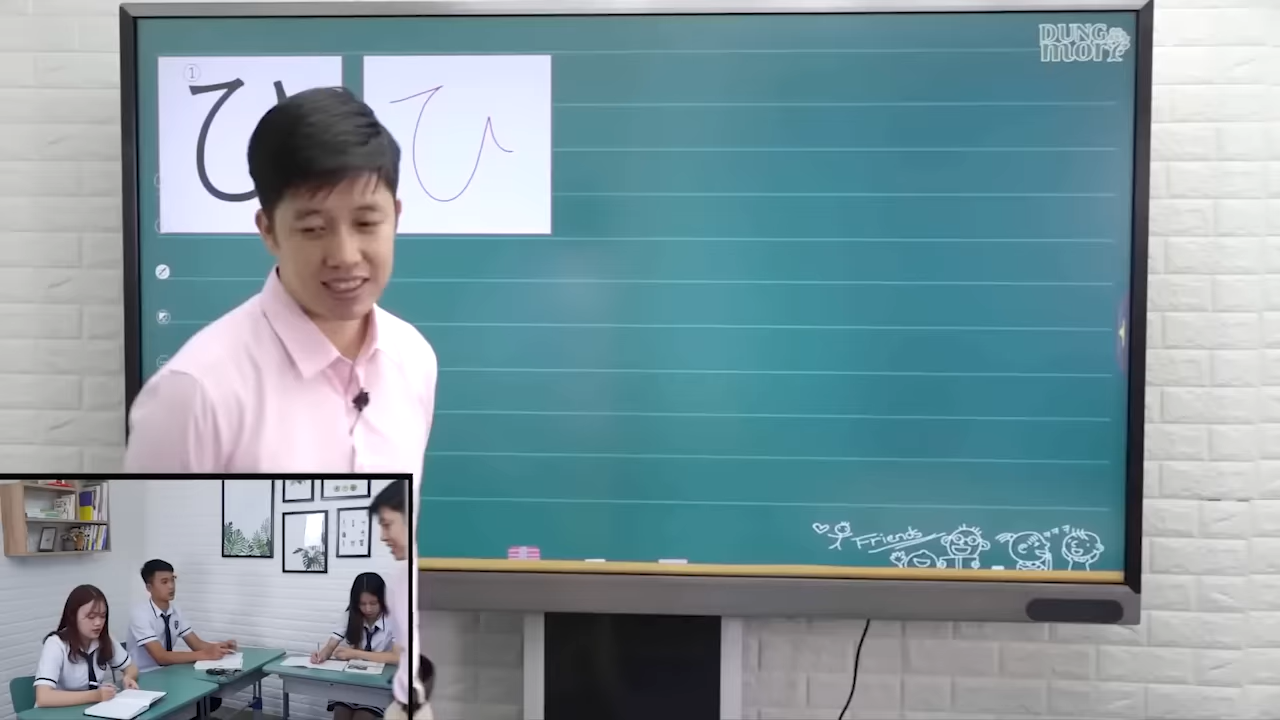 ①
ひ ひ
DUNG
mori
Friends